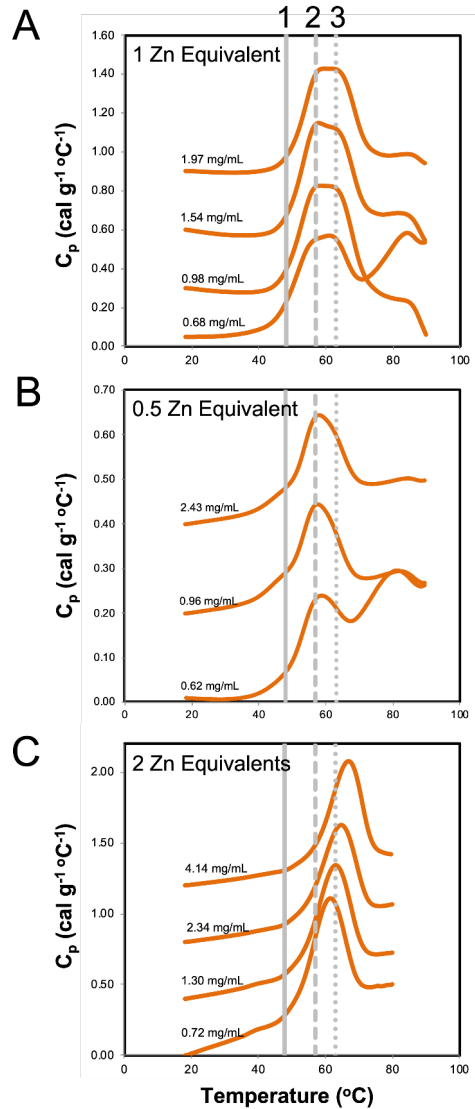 1 2 3
A
1 Zn Equivalent
1.60
1.40
1.20
1.00
0.80
0.60
0.40
0.20
0.00
Cp (cal g-1 oC-1)
1.97 mg/mL
1.54 mg/mL
0.98 mg/mL
0.68 mg/mL
0 20 40 60 80 100
B
0.5 Zn Equivalent
0.70
0.60
0.50
0.40
0.30
0.20
0.10
0.00
Cp (cal g-1 oC-1)
2.43 mg/mL
0.96 mg/mL
0.62 mg/mL
0 20 40 60 80 100
C
2 Zn Equivalents
2.00
1.50
1.00
0.50
0.00
Cp (cal g-1 oC-1)
4.14 mg/mL
2.34 mg/mL
1.30 mg/mL
0.72 mg/mL
0 20 40 60 80 100
Temperature (oC)